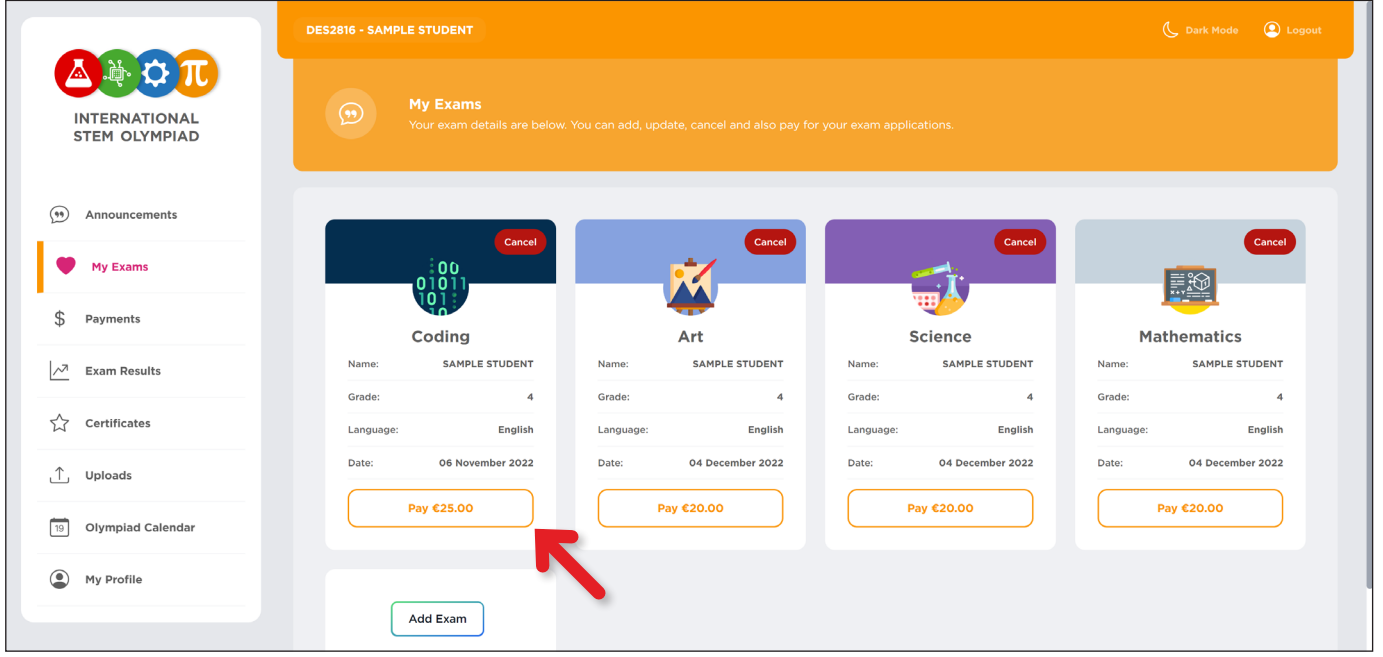 DES2816 - SAMPLE STUDENT
Dark Mode
Logout
INTERNATIONAL
STEM OLYMPIAD
My Exams
Your exam details are below. You can add, update, cancel and also pay for your exam applications.
Announcements
My Exams
$ Payments
Exam Results
Certificates
Uploads
19 Olympiad Calendar
My Profile
Cancel
00
01011
101
10
Coding
Name: SAMPLE STUDENT
Grade: 4
Language: English
Date: 06 November 2022
Pay €25.00
Cancel
Art
Name: SAMPLE STUDENT
Grade: 4
Language: English
Date: 04 December 2022
Pay €20.00
Cancel
Science
Name: SAMPLE STUDENT
Grade: 4
Language: English
Date: 04 December 2022
Pay €20.00
Cancel
Mathematics
Name: SAMPLE STUDENT
Grade: 4
Language: English
Date: 04 December 2022
Pay €20.00
Add Exam